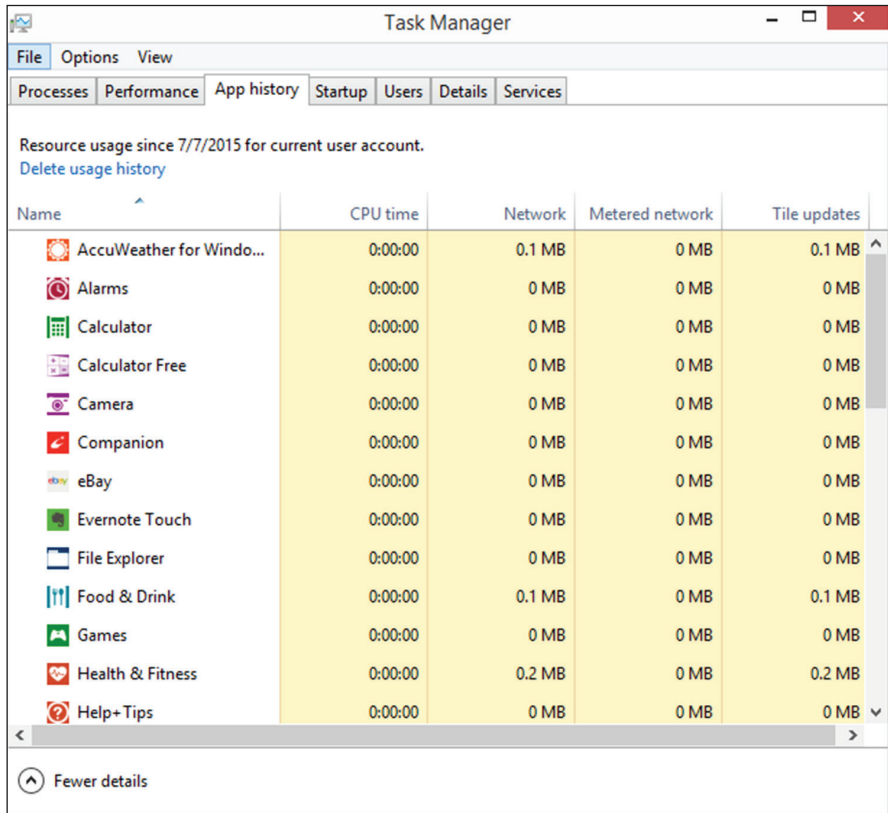 Task Manager
File Options View
Processes Performance App history Startup Users Details Services
Resource usage since 7/7/2015 for current user account.
Delete usage history
Name CPU time Network Metered network Tile updates
AccuWeather for Windo... 0:00:00 0.1 MB 0 MB 0.1 MB
Alarms 0:00:00 0 MB 0 MB 0 MB
Calculator 0:00:00 0 MB 0 MB 0 MB
Calculator Free 0:00:00 0 MB 0 MB 0 MB
Camera 0:00:00 0 MB 0 MB 0 MB
Companion 0:00:00 0 MB 0 MB 0 MB
ebay eBay 0:00:00 0 MB 0 MB 0 MB
Evernote Touch 0:00:00 0 MB 0 MB 0 MB
File Explorer 0:00:00 0 MB 0 MB 0 MB
Food & Drink 0:00:00 0.1 MB 0 MB 0.1 MB
Games 0:00:00 0 MB 0 MB 0 MB
Health & Fitness 0:00:00 0.2 MB 0 MB 0.2 MB
Help+Tips 0:00:00 0 MB 0 MB 0 MB
Fewer details